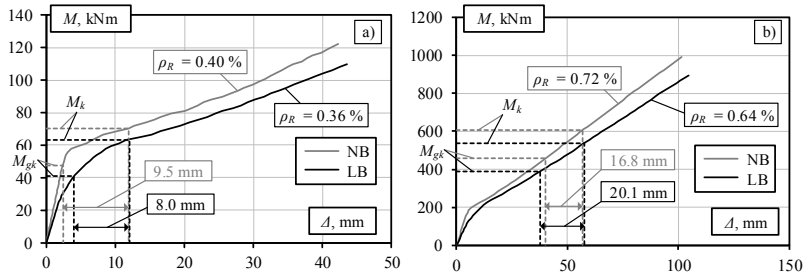 M, kNm
a)
140
120
100
80
60
40
20
0
ρR = 0.40 %
Mk
ρR = 0.36 %
Mgk
9.5 mm
8.0 mm
NB
LB
Δ, mm
0 10 20 30 40 50
M, kNm
b)
1200
1000
800
600
400
200
0
ρR = 0.72 %
Mk
ρR = 0.64 %
Mgk
16.8 mm
20.1 mm
NB
LB
Δ, mm
0 50 100 150